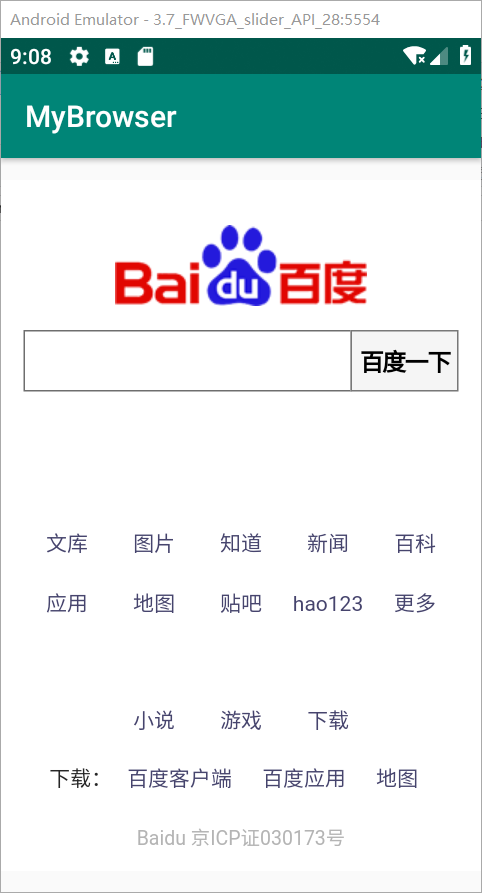 Android Emulator - 3.7_FWVGA_slider_API_28:5554
9:08
MyBrowser
Bai du 百度
百度一下
文库 图片 知道 新闻 百科
应用 地图 贴吧 hao123 更多
小说 游戏 下载
下载： 百度客户端 百度应用 地图
Baidu 京ICP证030173号